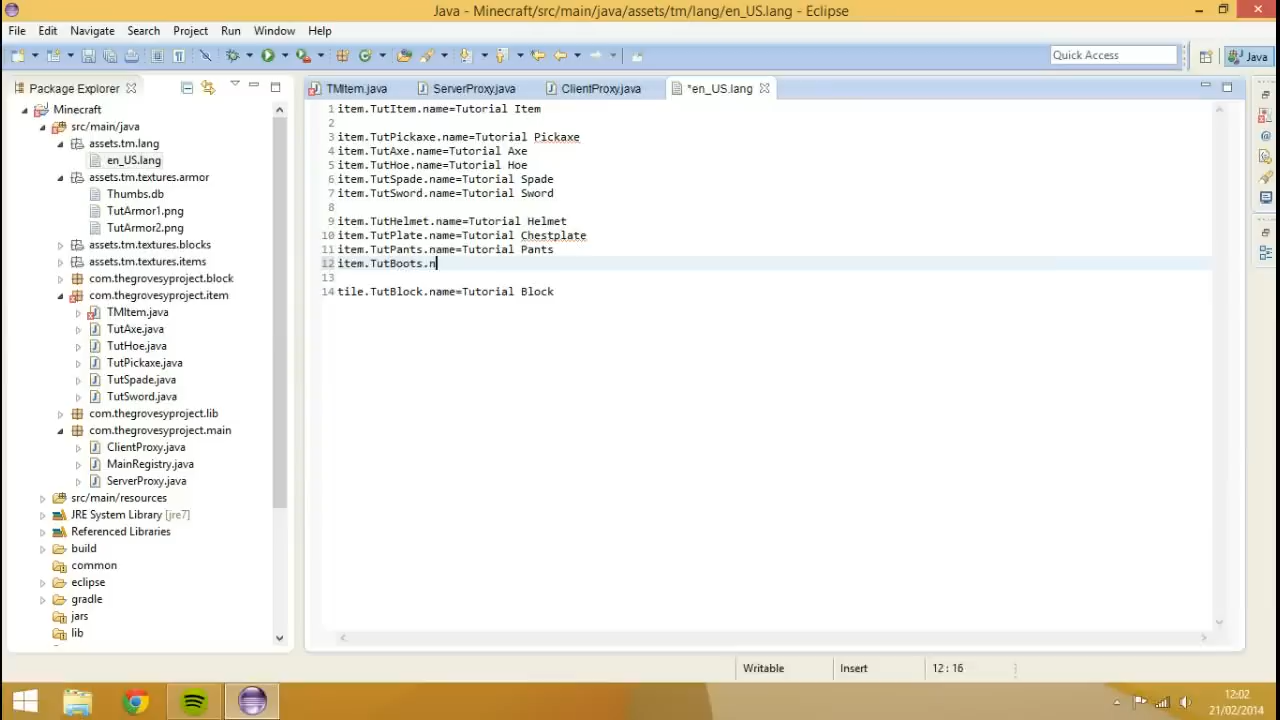 Java - Minecraft/src/main/java/assets/tm/lang/en_US.lang - Eclipse
File Edit Navigate Search Project Run Window Help
Quick Access Java
Package Explorer TMItem.java ServerProxy.java ClientProxy.java *en_US.lang
Minecraft
src/main/java
assets.tm.lang
en_US.lang
assets.tm.textures.armor
Thumbs.db
TutArmor1.png
TutArmor2.png
assets.tm.textures.blocks
assets.tm.textures.items
com.thegrovesyproject.block
com.thegrovesyproject.item
TMItem.java
TutAxe.java
TutHoe.java
TutPickaxe.java
TutSpade.java
TutSword.java
com.thegrovesyproject.lib
com.thegrovesyproject.main
ClientProxy.java
MainRegistry.java
ServerProxy.java
src/main/resources
JRE System Library [jre7]
Referenced Libraries
build
common
eclipse
gradle
jars
lib
1 item.TutItem.name=Tutorial Item
2
3 item.TutPickaxe.name=Tutorial Pickaxe
4 item.TutAxe.name=Tutorial Axe
5 item.TutHoe.name=Tutorial Hoe
6 item.TutSpade.name=Tutorial Spade
7 item.TutSword.name=Tutorial Sword
8
9 item.TutHelmet.name=Tutorial Helmet
10 item.TutPlate.name=Tutorial Chestplate
11 item.TutPants.name=Tutorial Pants
12 item.TutBoots.n
13
14 tile.TutBlock.name=Tutorial Block
Writable Insert 12 : 16
12:02
21/02/2014